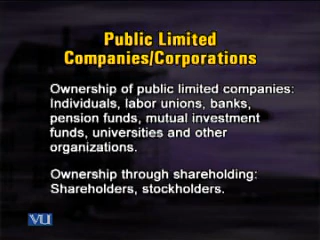 Public Limited
Companies/Corporations
Ownership of public limited companies:
Individuals, labor unions, banks,
pension funds, mutual investment
funds, universities and other
organizations.
Ownership through shareholding:
Shareholders, stockholders.
VU